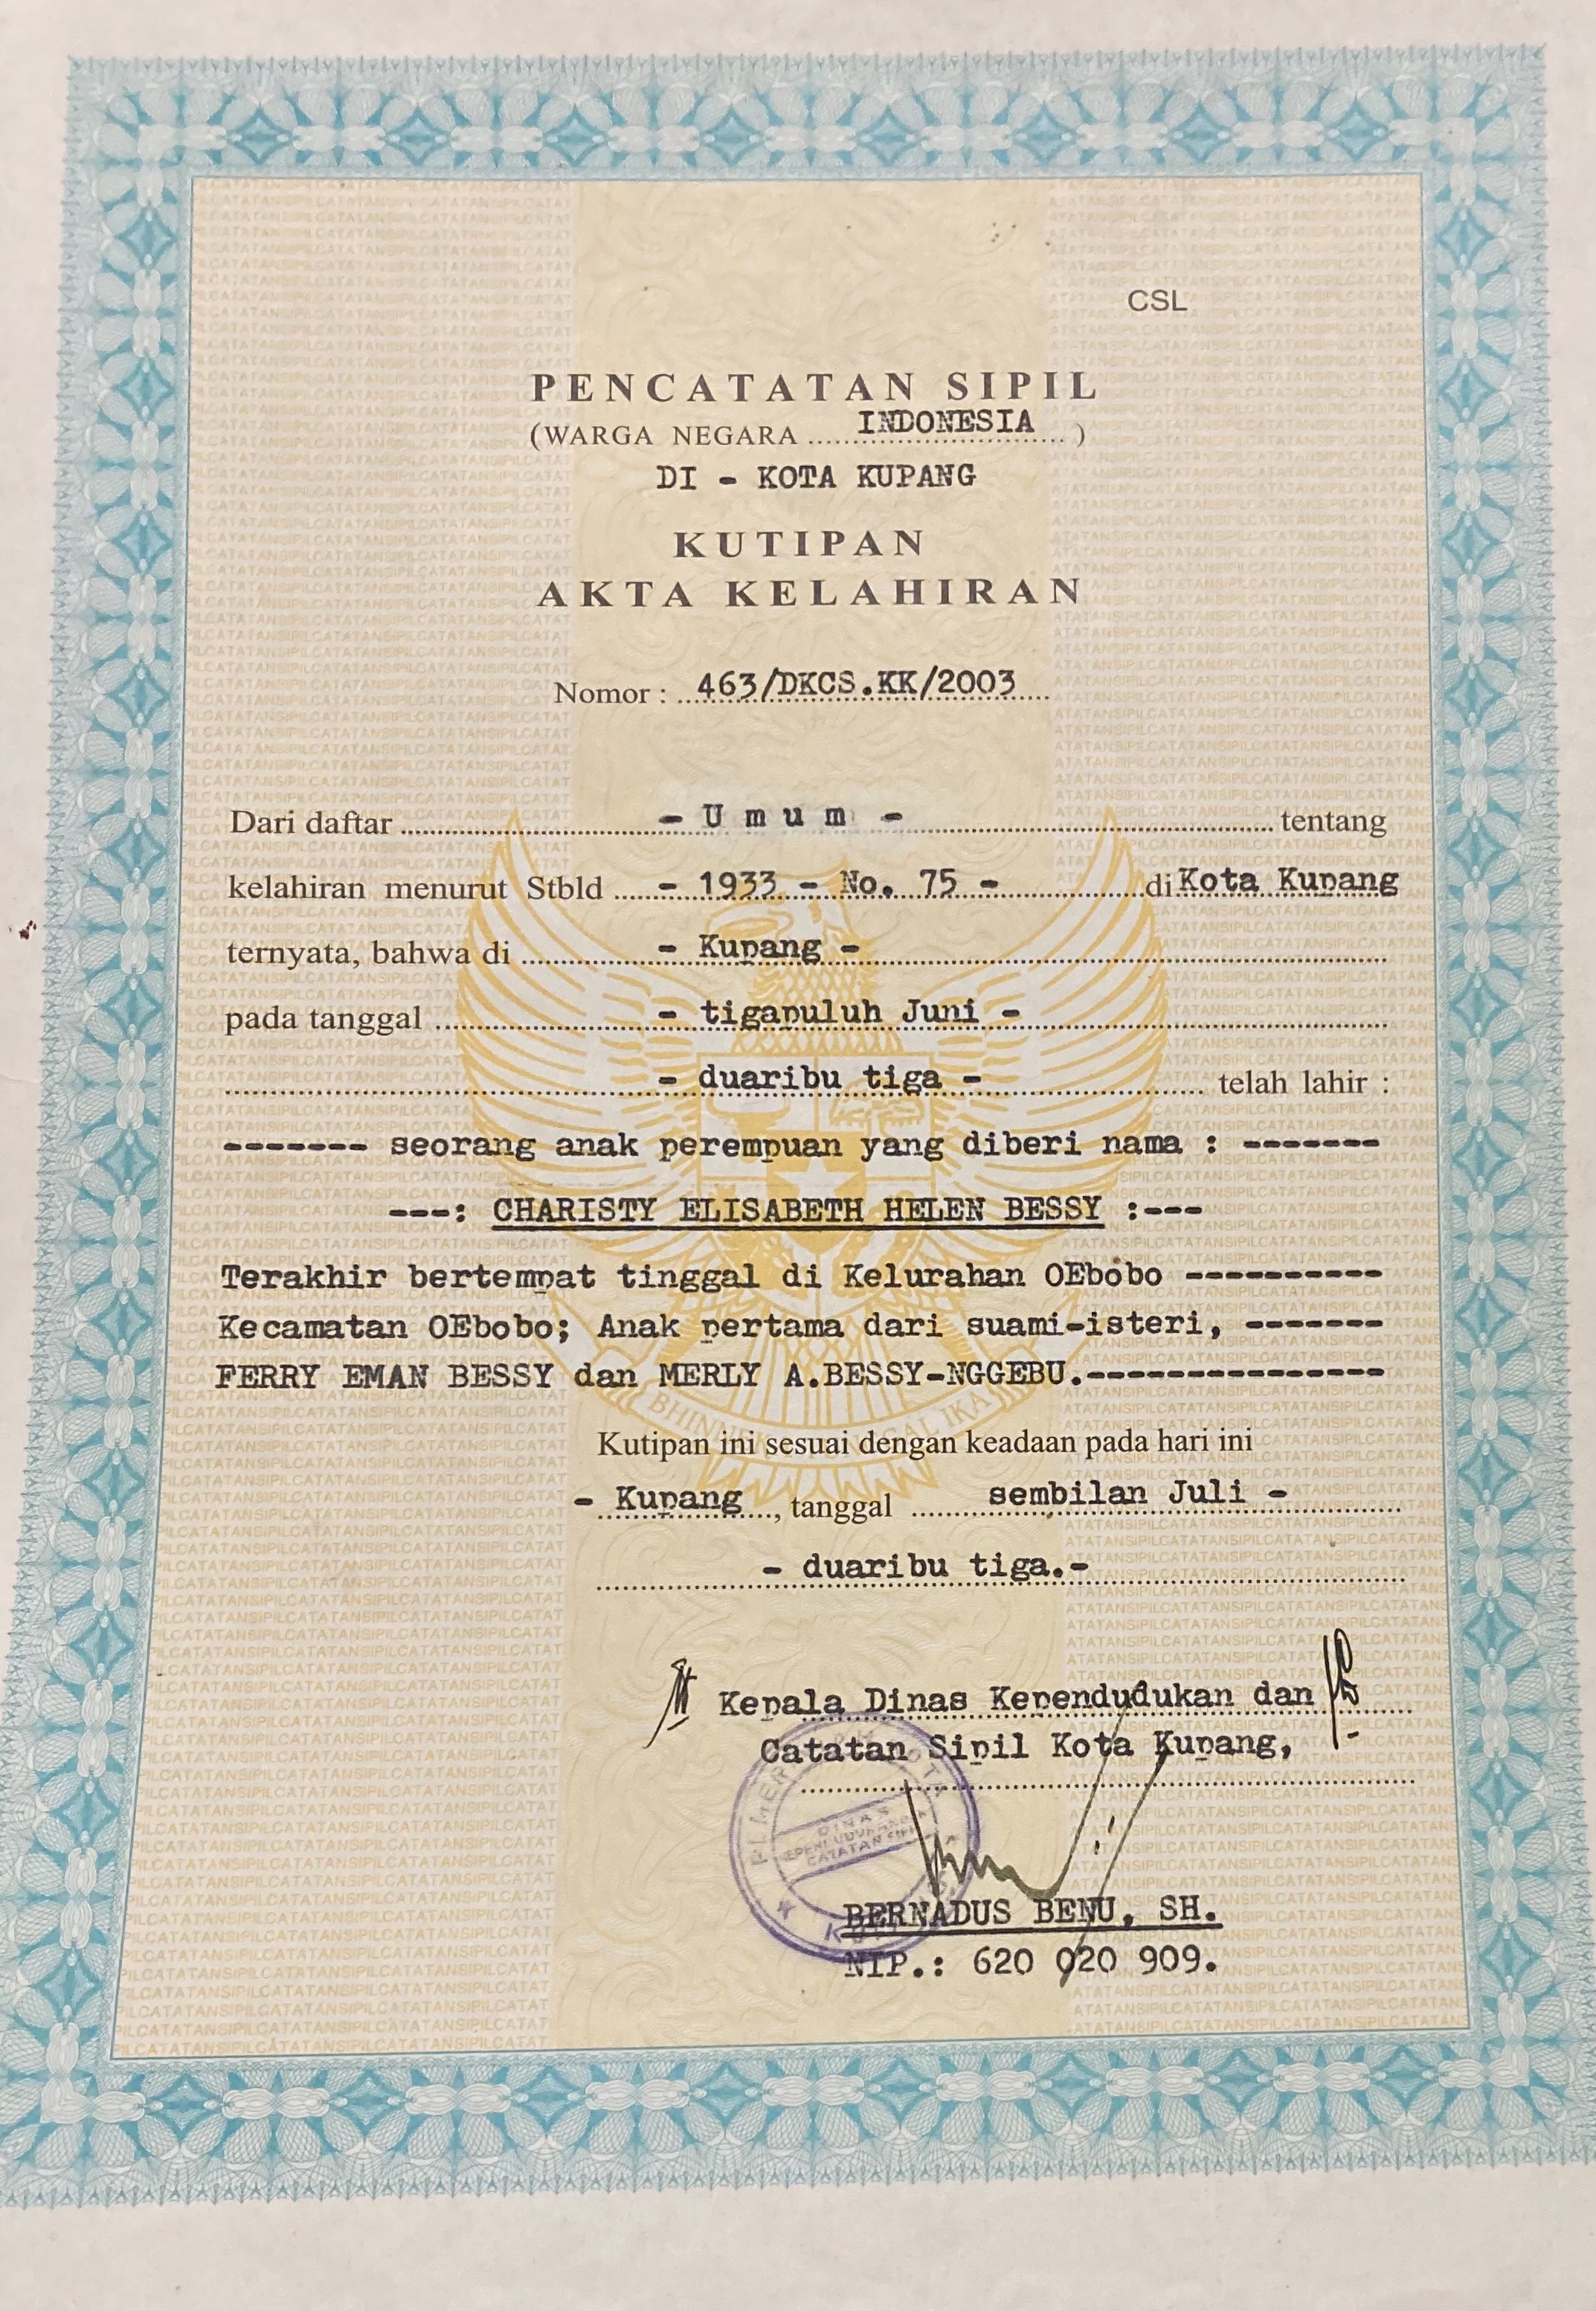 CSL
PENCATATAN SIPIL
(WARGA NEGARA INDONESIA)
DI - KOTA KUPANG
KUTIPAN
AKTA KELAHIRAN
Nomor : 463/DKCS.KK/2003
Dari daftar - U m u m - tentang
kelahiran menurut Stbld - 1933 - No. 75 - di Kota Kupang
ternyata, bahwa di - Kupang -
pada tanggal - tigapuluh Juni -
- duaribu tiga - telah lahir :
------- seorang anak perempuan yang diberi nama : -------
---: CHARISTY ELISABETH HELEN BESSY :---
Terakhir bertempat tinggal di Kelurahan OEbobo ----------
Kecamatan OEbobo; Anak pertama dari suami-isteri, -------
FERRY EMAN BESSY dan MERLY A.BESSY-NGGEBU.---------------
BHINNEKA TUNGGAL IKA
Kutipan ini sesuai dengan keadaan pada hari ini
- Kupang, tanggal sembilan Juli -
- duaribu tiga.-
Kepala Dinas Kependudukan dan
Catatan Sipil Kota Kupang,
DINAS
KEPENDUDUKAN DAN
CATATAN SIPIL
BERNADUS BENU, SH.
NIP.: 620 020 909.